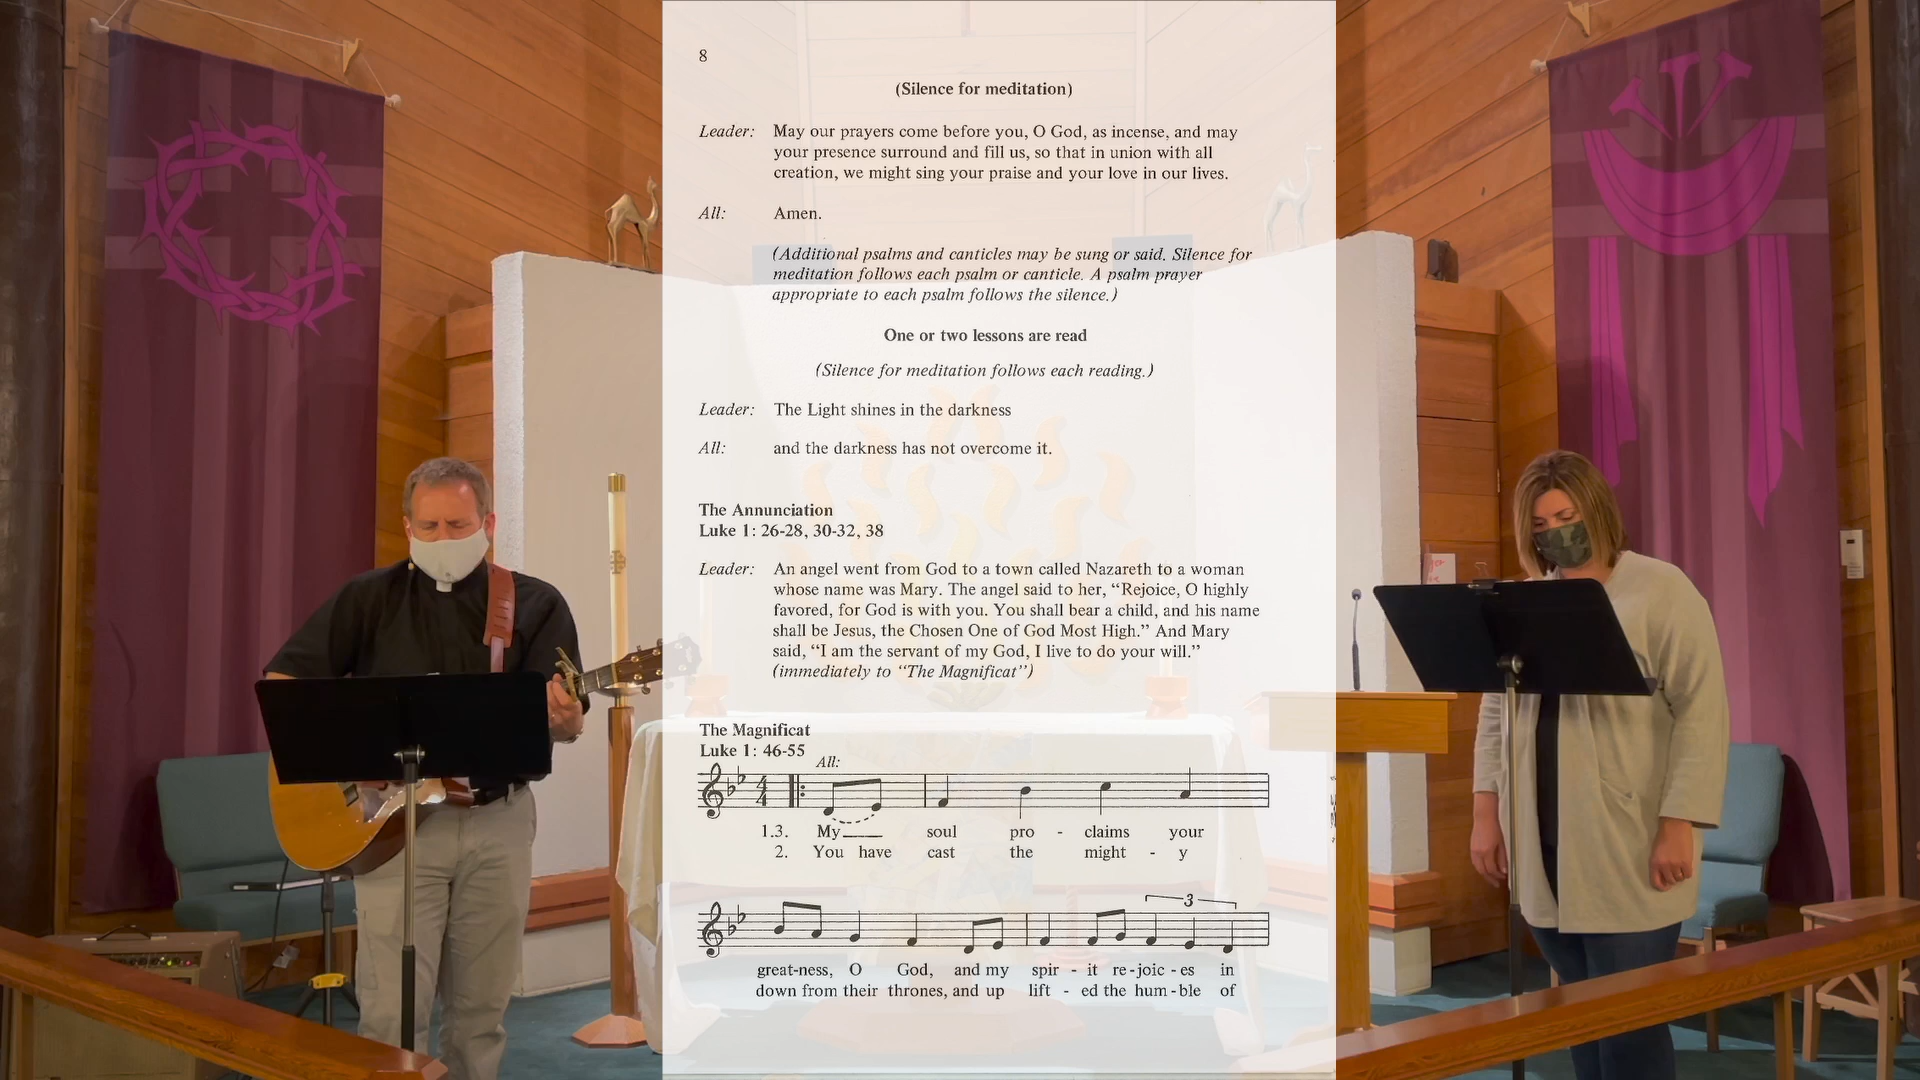 8
(Silence for meditation)
Leader: May our prayers come before you, O God, as incense, and may
your presence surround and fill us, so that in union with all
creation, we might sing your praise and your love in our lives.
All: Amen.
(Additional psalms and canticles may be sung or said. Silence for
meditation follows each psalm or canticle. A psalm prayer
appropriate to each psalm follows the silence.)
One or two lessons are read
(Silence for meditation follows each reading.)
Leader: The Light shines in the darkness
All: and the darkness has not overcome it.
The Annunciation
Luke 1: 26-28, 30-32, 38
Leader: An angel went from God to a town called Nazareth to a woman
whose name was Mary. The angel said to her, “Rejoice, O highly
favored, for God is with you. You shall bear a child, and his name
shall be Jesus, the Chosen One of God Most High.” And Mary
said, “I am the servant of my God, I live to do your will.”
(immediately to “The Magnificat”)
The Magnificat
Luke 1: 46-55
All:
4
4
1.3. My___ soul pro - claims your
2. You have cast the might - y
3
great-ness, O God, and my spir - it re-joic - es in
down from their thrones, and up lift - ed the hum-ble of